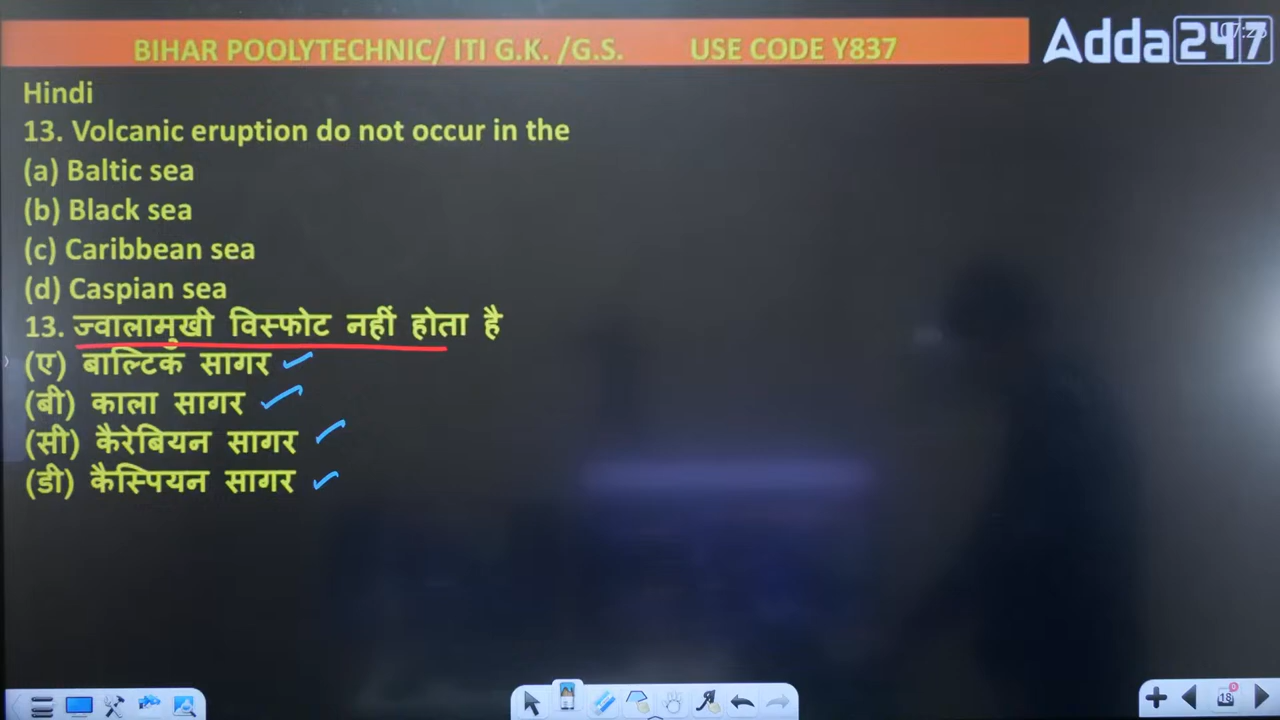 BIHAR POOLYTECHNIC/ ITI G.K. /G.S. USE CODE Y837
Adda247
Hindi
13. Volcanic eruption do not occur in the
(a) Baltic sea
(b) Black sea
(c) Caribbean sea
(d) Caspian sea
13. ज्वालामुखी विस्फोट नहीं होता है
(ए) बाल्टिक सागर
(बी) काला सागर
(सी) कैरेबियन सागर
(डी) कैस्पियन सागर
18